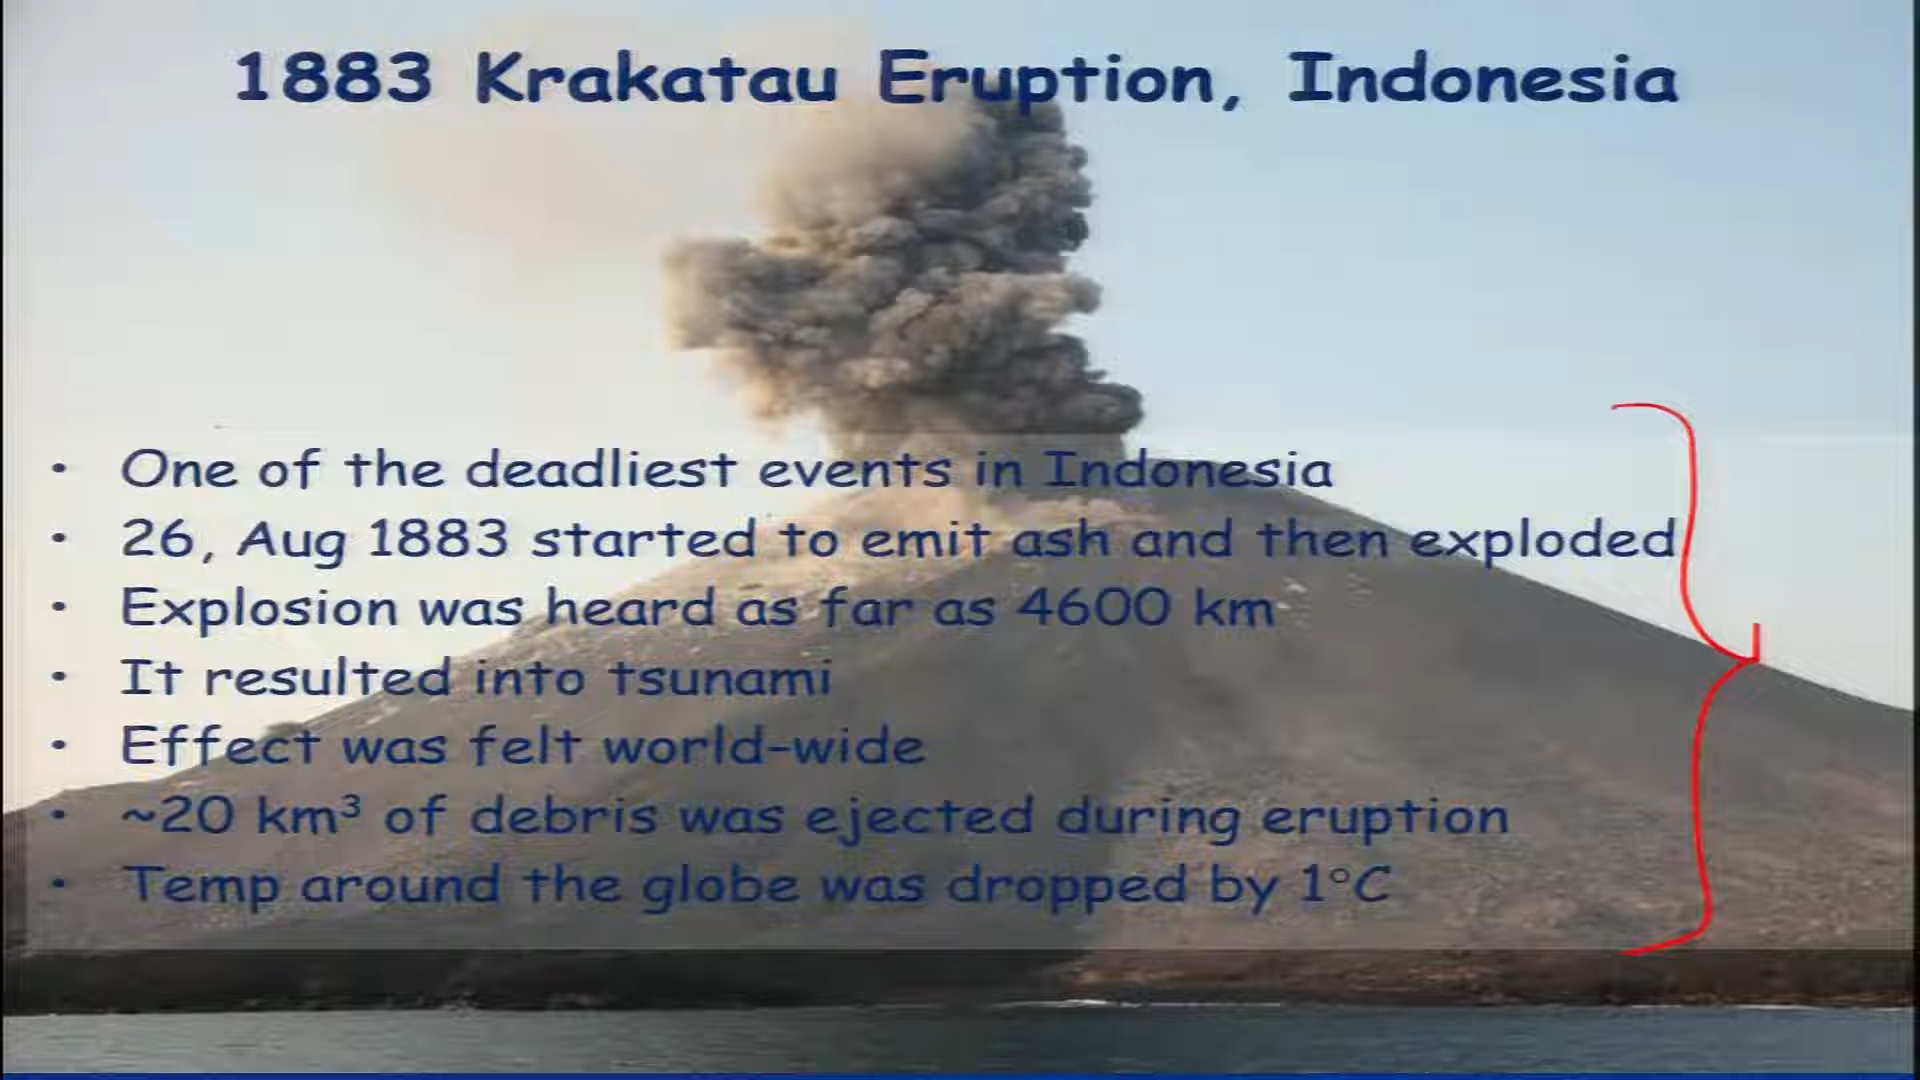 1883 Krakatau Eruption, Indonesia
• One of the deadliest events in Indonesia
• 26, Aug 1883 started to emit ash and then exploded
• Explosion was heard as far as 4600 km
• It resulted into tsunami
• Effect was felt world-wide
• ~20 km³ of debris was ejected during eruption
• Temp around the globe was dropped by 1°C